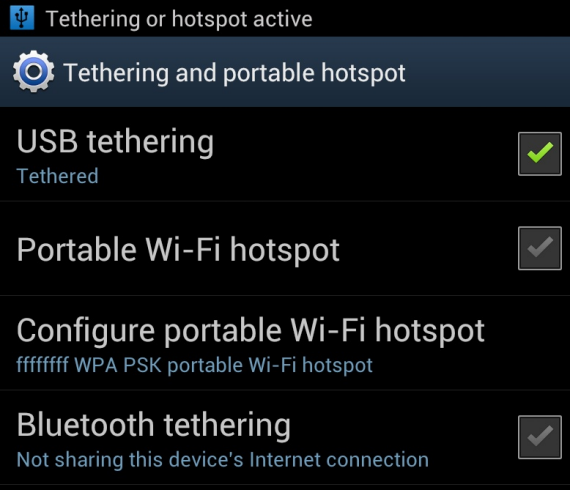 Tethering or hotspot active
Tethering and portable hotspot
USB tethering
Tethered
Portable Wi-Fi hotspot
Configure portable Wi-Fi hotspot
ffffffff WPA PSK portable Wi-Fi hotspot
Bluetooth tethering
Not sharing this device's Internet connection